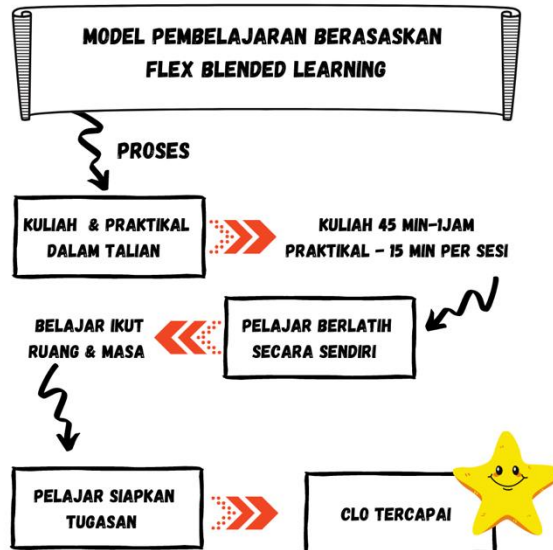 MODEL PEMBELAJARAN BERASASKAN
FLEX BLENDED LEARNING
PROSES
KULIAH & PRAKTIKAL
DALAM TALIAN
KULIAH 45 MIN-1JAM
PRAKTIKAL - 15 MIN PER SESI
PELAJAR BERLATIH
SECARA SENDIRI
BELAJAR IKUT
RUANG & MASA
PELAJAR SIAPKAN
TUGASAN
CLO TERCAPAI